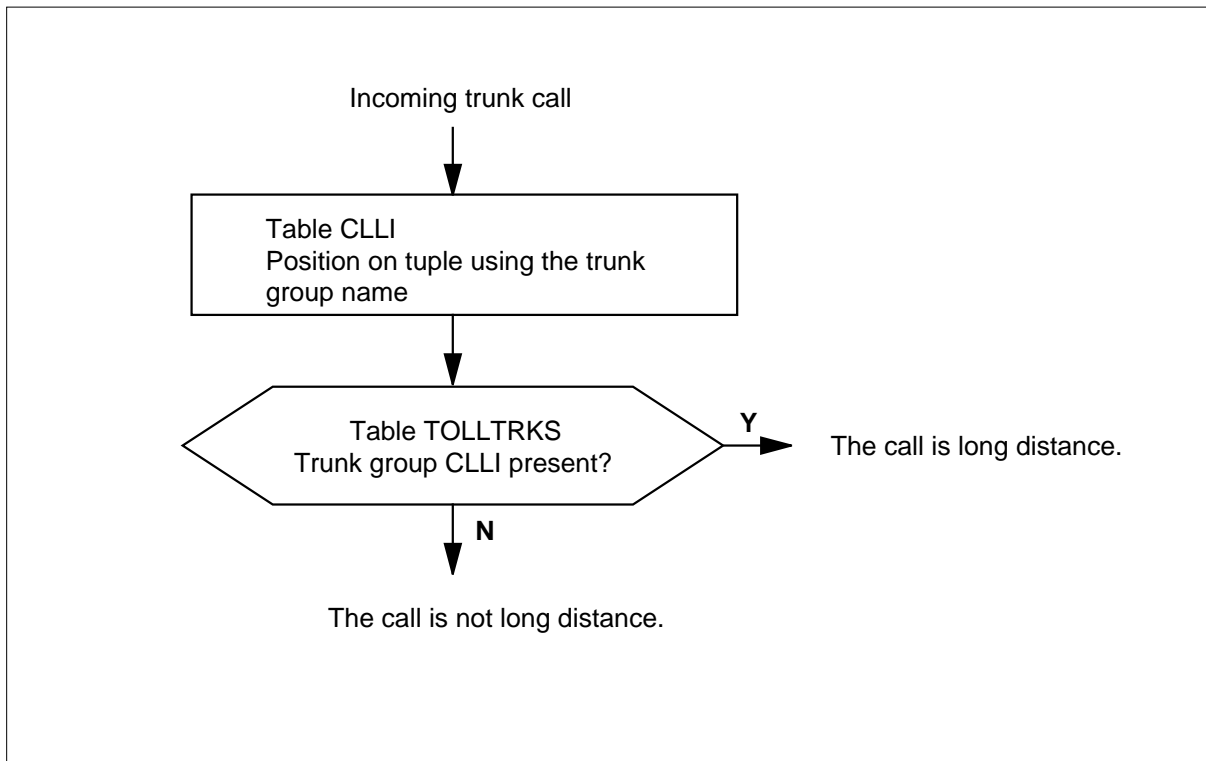 Incoming trunk call
Table CLLI
Position on tuple using the trunk
group name
Table TOLLTRKS
Trunk group CLLI present?
Y
The call is long distance.
N
The call is not long distance.